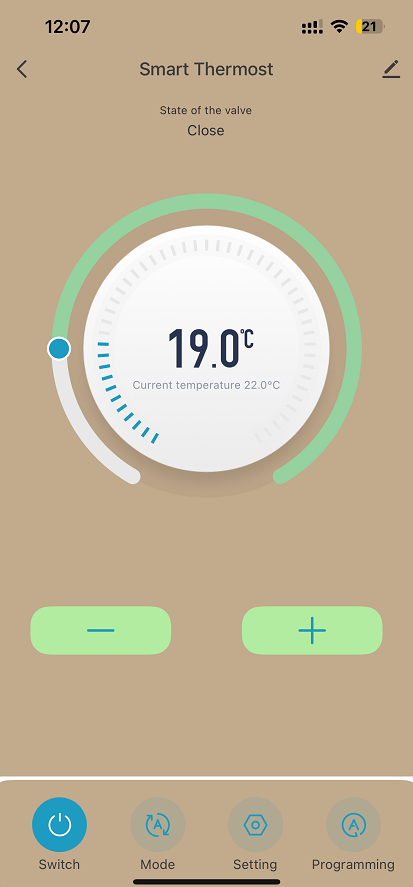 12:07
21
Smart Thermost
State of the valve
Close
19.0°C
Current temperature 22.0°C
Switch
Mode
Setting
Programming